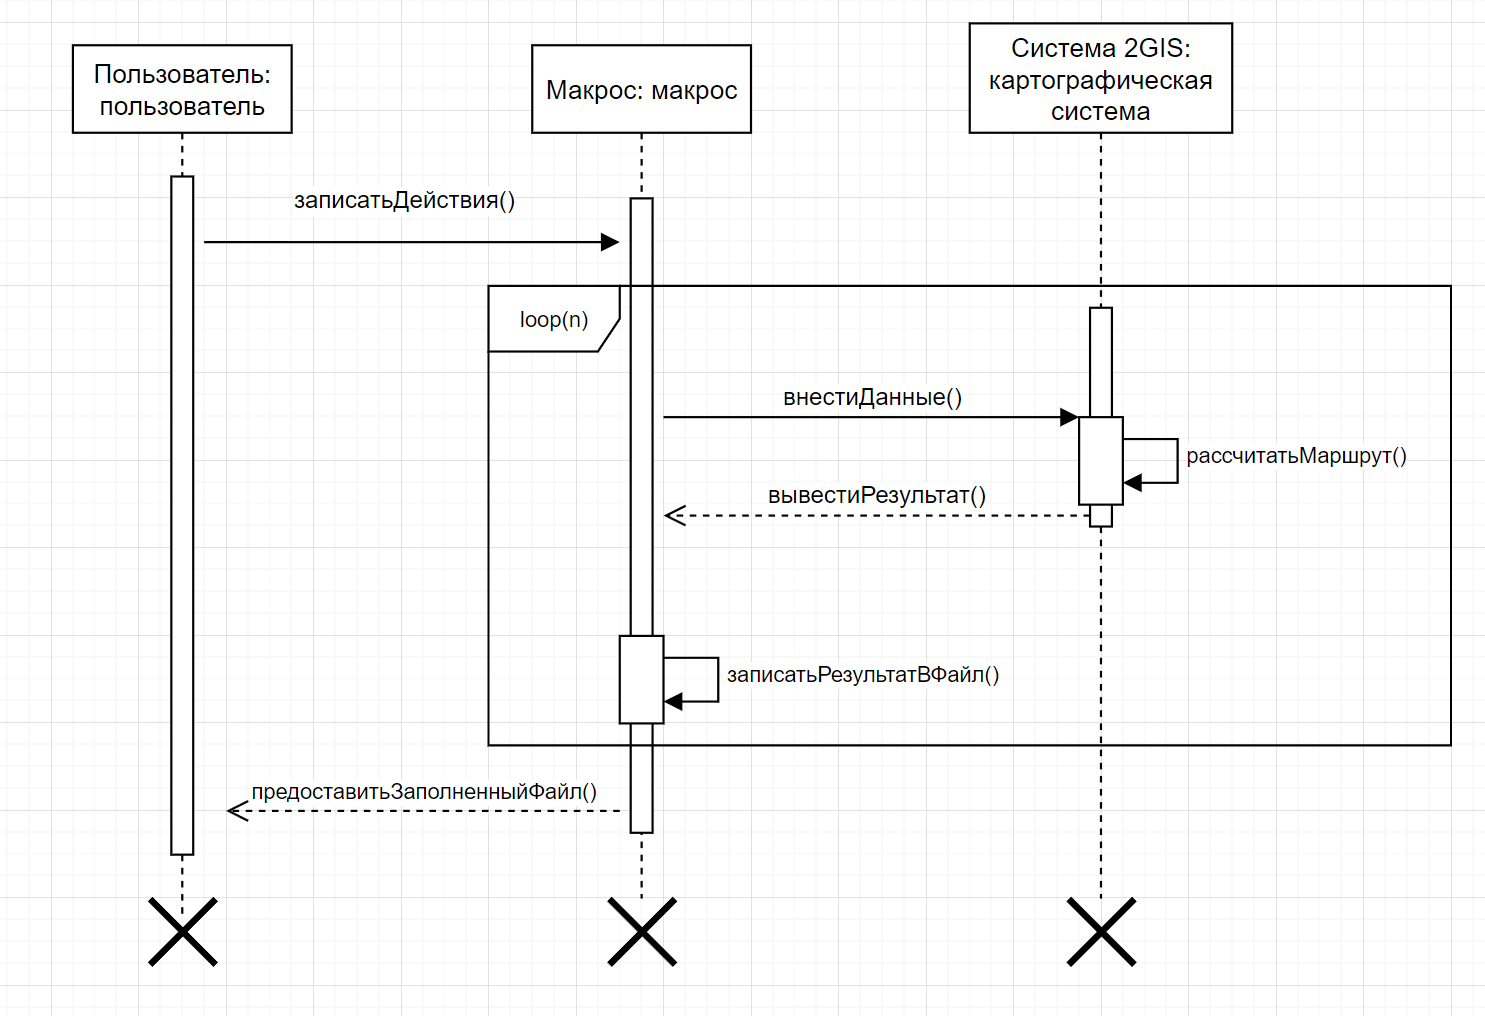 Пользователь:
пользователь
Макрос: макрос
Система 2GIS:
картографическая
система
записатьДействия()
loop(n)
внестиДанные()
рассчитатьМаршрут()
вывестиРезультат()
записатьРезультатВФайл()
предоставитьЗаполненныйФайл()